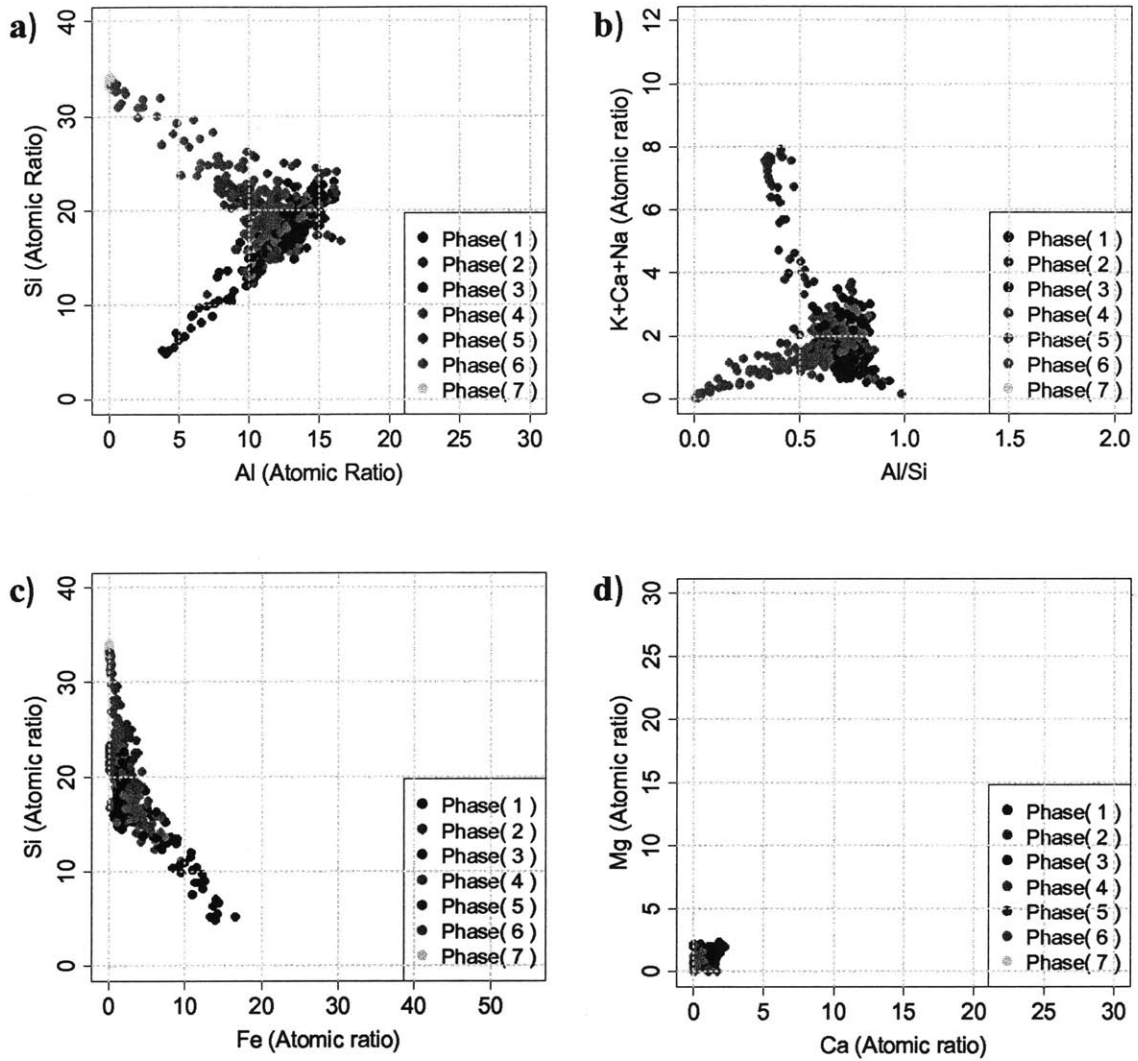 a)
40
30
20
10
0
Si (Atomic Ratio)
0 5 10 15 20 25 30
Al (Atomic Ratio)
Phase( 1 )
Phase( 2 )
Phase( 3 )
Phase( 4 )
Phase( 5 )
Phase( 6 )
Phase( 7 )
b)
12
10
8
6
4
2
0
K+Ca+Na (Atomic ratio)
0.0 0.5 1.0 1.5 2.0
Al/Si
Phase( 1 )
Phase( 2 )
Phase( 3 )
Phase( 4 )
Phase( 5 )
Phase( 6 )
Phase( 7 )
c)
40
30
20
10
0
Si (Atomic ratio)
0 10 20 30 40 50
Fe (Atomic ratio)
Phase( 1 )
Phase( 2 )
Phase( 3 )
Phase( 4 )
Phase( 5 )
Phase( 6 )
Phase( 7 )
d)
30
25
20
15
10
5
0
Mg (Atomic ratio)
0 5 10 15 20 25 30
Ca (Atomic ratio)
Phase( 1 )
Phase( 2 )
Phase( 3 )
Phase( 4 )
Phase( 5 )
Phase( 6 )
Phase( 7 )